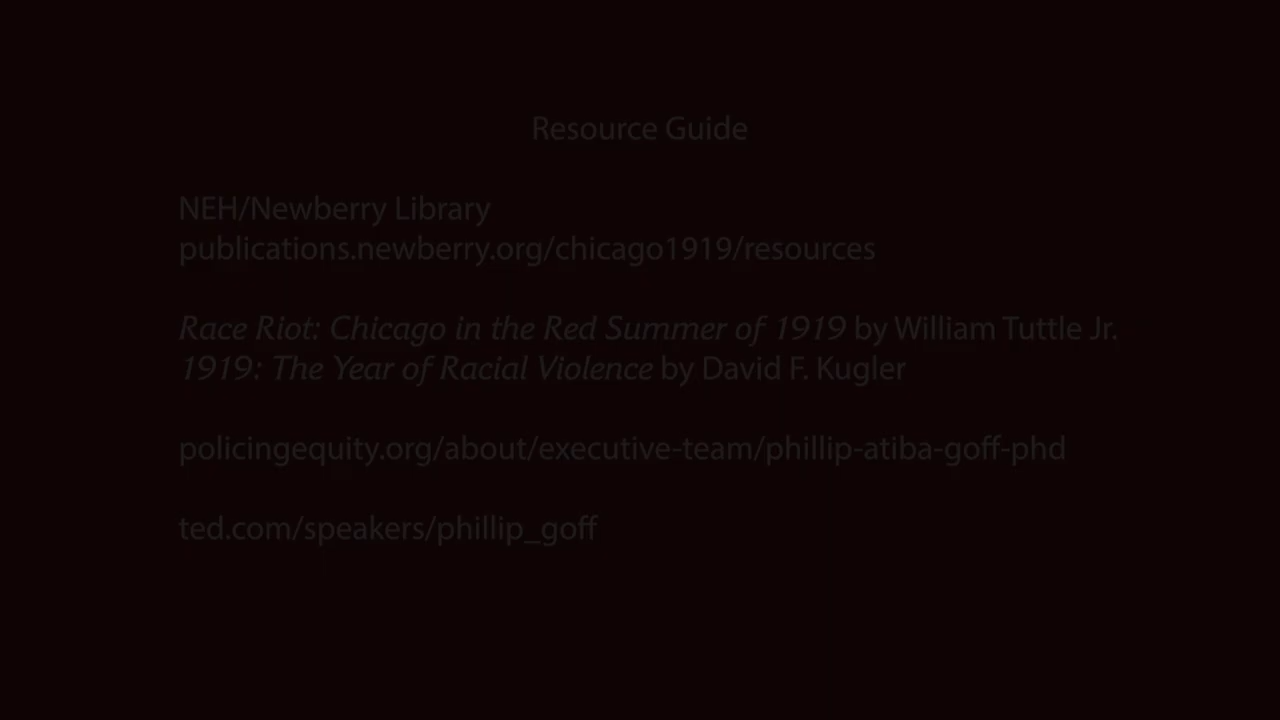 Resource Guide
NEH/Newberry Library
publications.newberry.org/chicago1919/resources
Race Riot: Chicago in the Red Summer of 1919 by William Tuttle Jr.
1919: The Year of Racial Violence by David F. Kugler
policingequity.org/about/executive-team/phillip-atiba-goff-phd
ted.com/speakers/phillip_goff